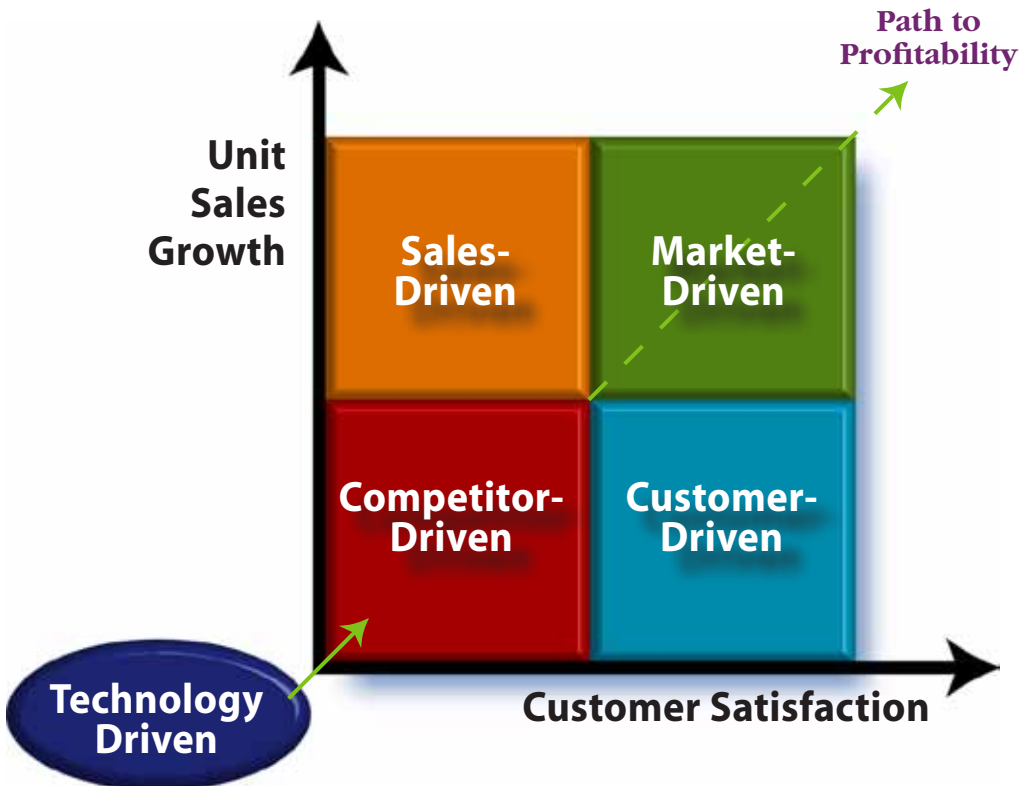 Path to
Profitability
Unit
Sales
Growth
Sales-
Driven
Market-
Driven
Competitor-
Driven
Customer-
Driven
Technology
Driven
Customer Satisfaction